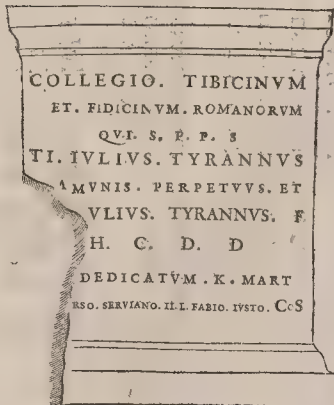 COLLEGIO. TIBICINVM
ET. FIDICINVM. ROMANORVM
QVI. S. P. P. S
TI. IVLIVS. TYRANNVS
AMVNIS. PERPETVVS. ET
VLIVS. TYRANNVS. F
H. C. D. D
DEDICATVM. K. MART
RSO. SERVIANO. II. L. FABIO. IVSTO. COS